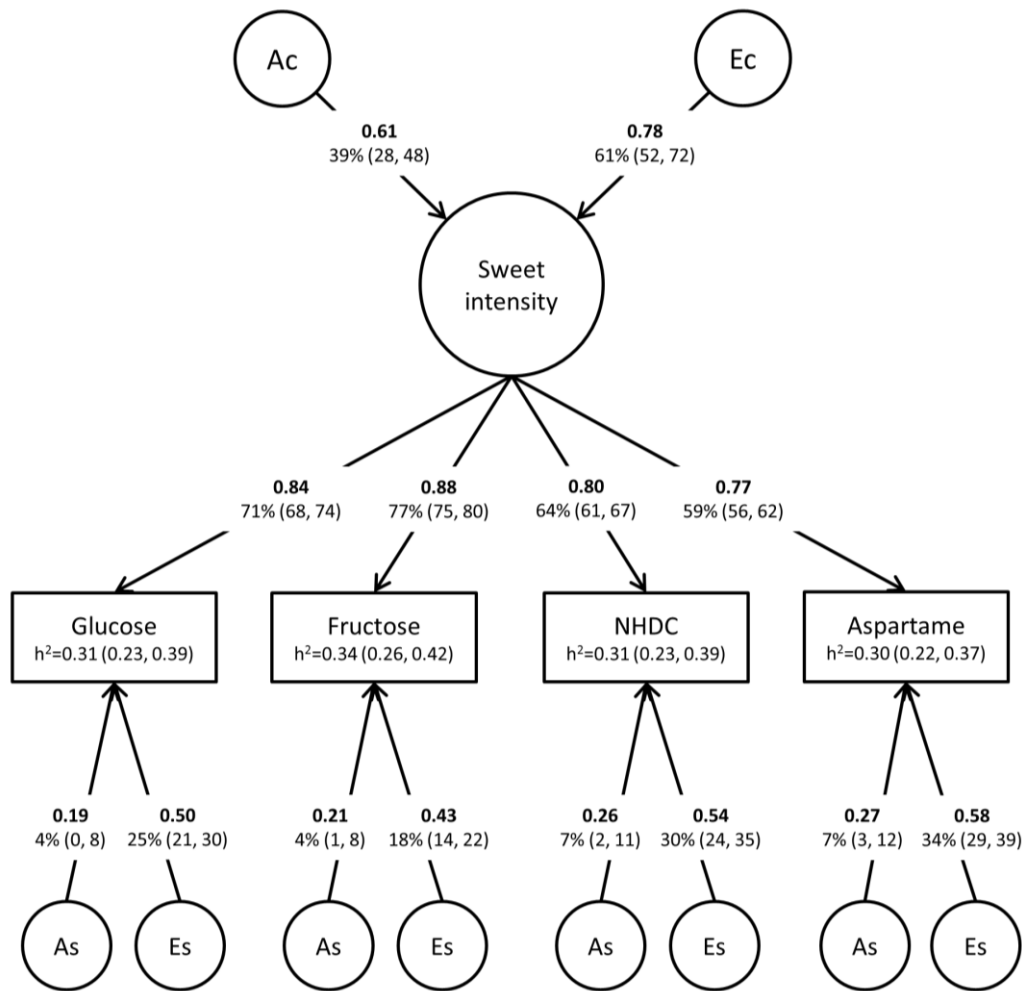 Ac
Ec
0.61
39% (28, 48)
0.78
61% (52, 72)
Sweet
intensity
0.84
71% (68, 74)
0.88
77% (75, 80)
0.80
64% (61, 67)
0.77
59% (56, 62)
Glucose
h²=0.31 (0.23, 0.39)
Fructose
h²=0.34 (0.26, 0.42)
NHDC
h²=0.31 (0.23, 0.39)
Aspartame
h²=0.30 (0.22, 0.37)
0.19
4% (0, 8)
0.50
25% (21, 30)
0.21
4% (1, 8)
0.43
18% (14, 22)
0.26
7% (2, 11)
0.54
30% (24, 35)
0.27
7% (3, 12)
0.58
34% (29, 39)
As
Es
As
Es
As
Es
As
Es